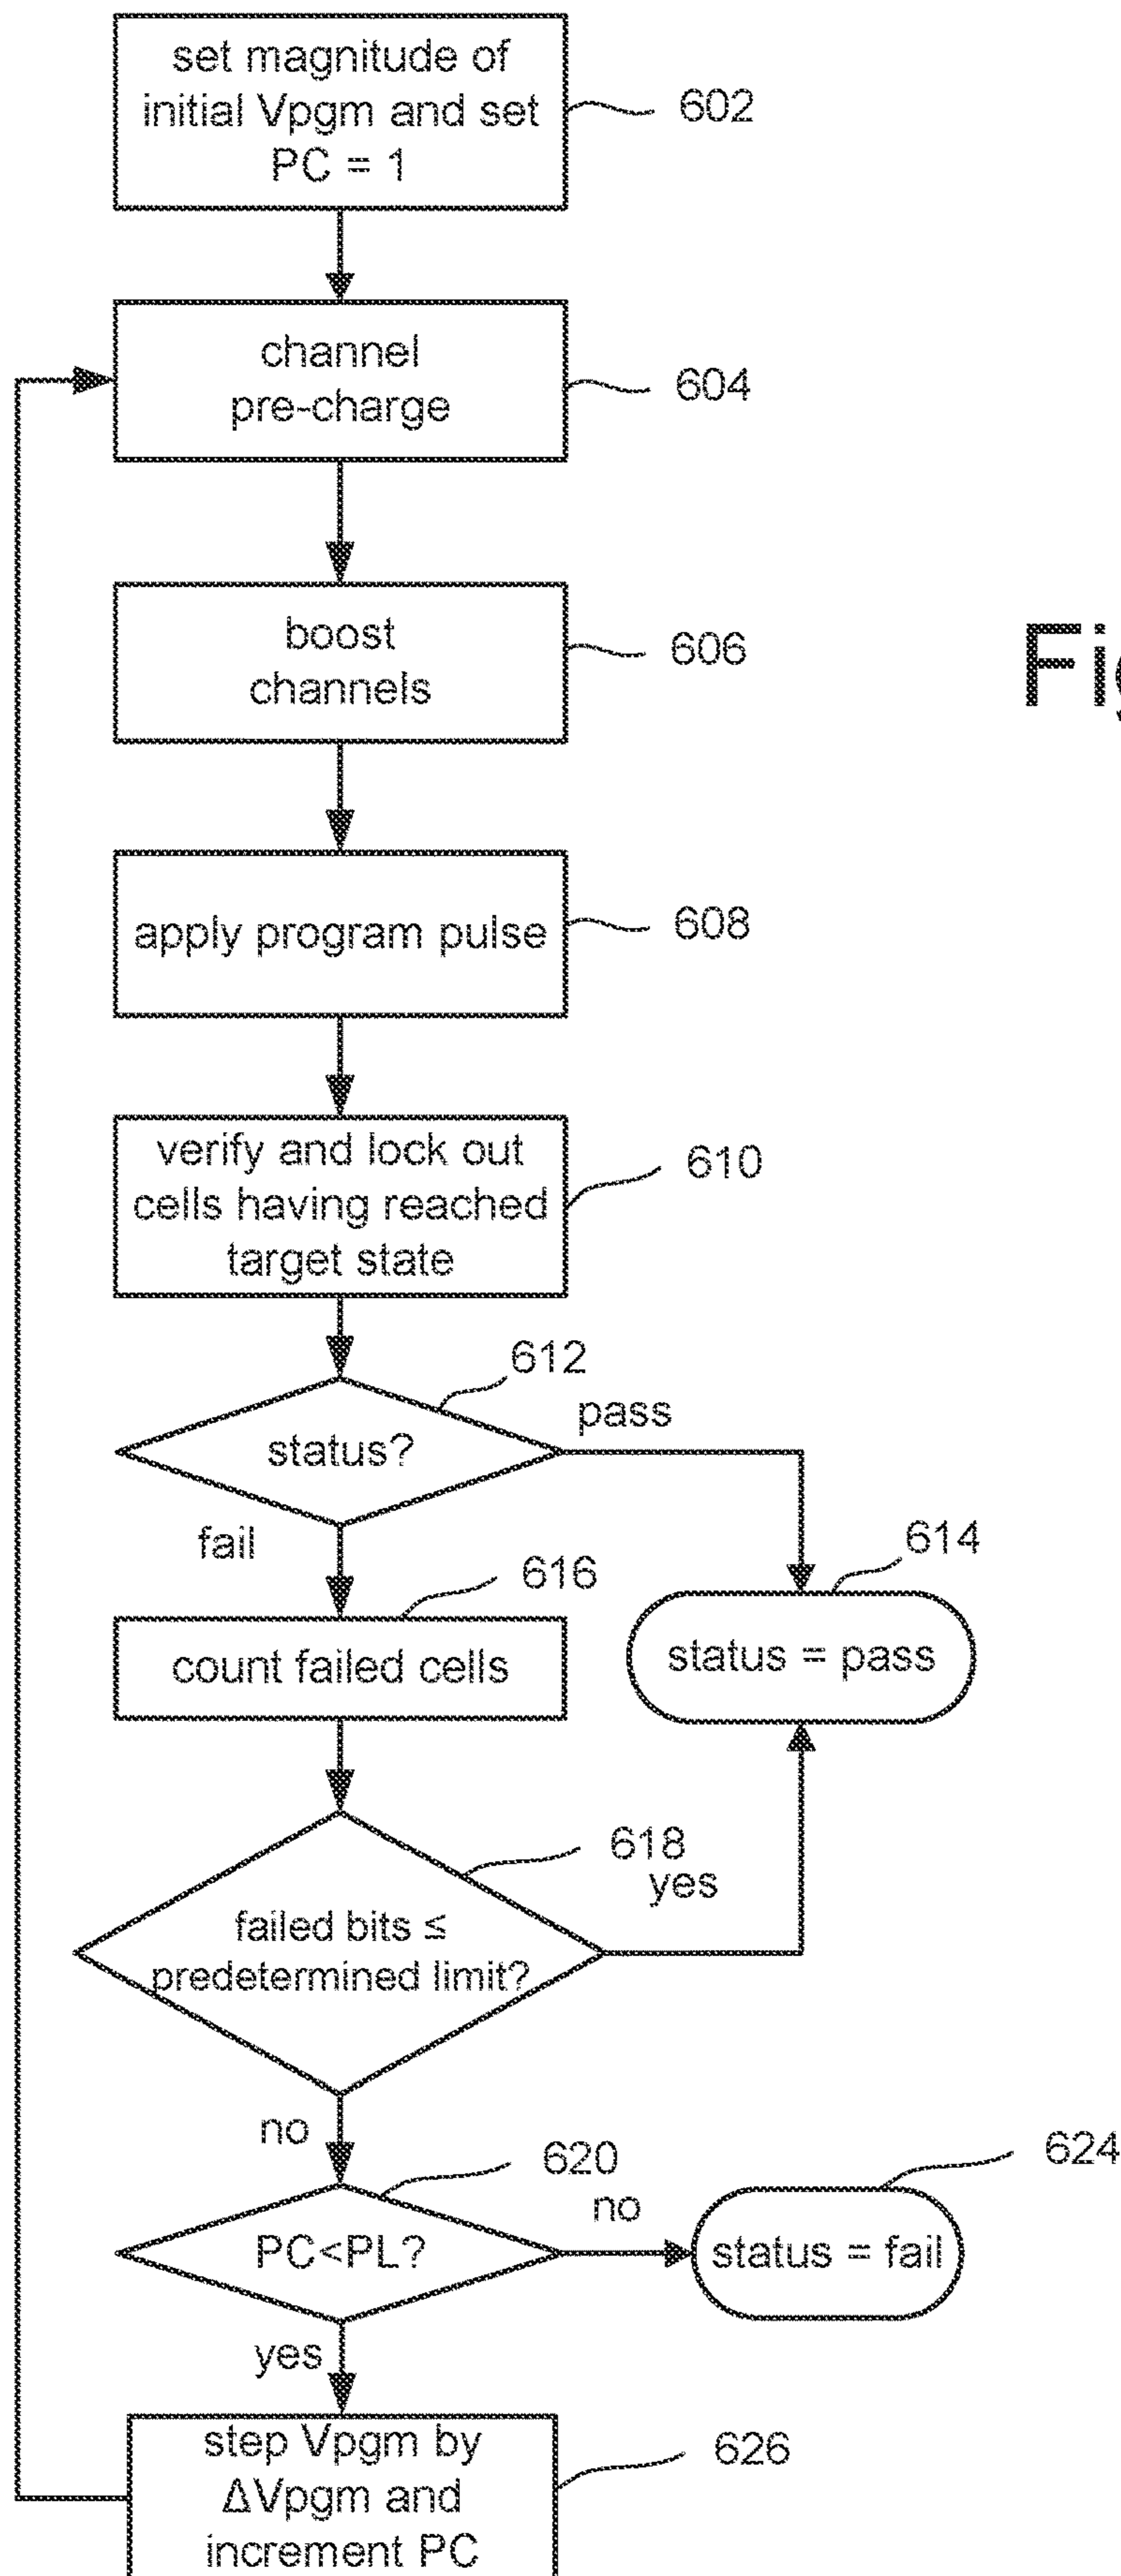 set magnitude of
initial Vpgm and set
PC = 1
602
channel
pre-charge
604
boost
channels
606
Fig
apply program pulse
608
verify and lock out
cells having reached
target state
610
612
status?
pass
fail
614
status = pass
616
count failed cells
618
yes
failed bits ≤
predetermined limit?
no
620
PC<PL?
no
624
status = fail
yes
step Vpgm by
ΔVpgm and
increment PC
626